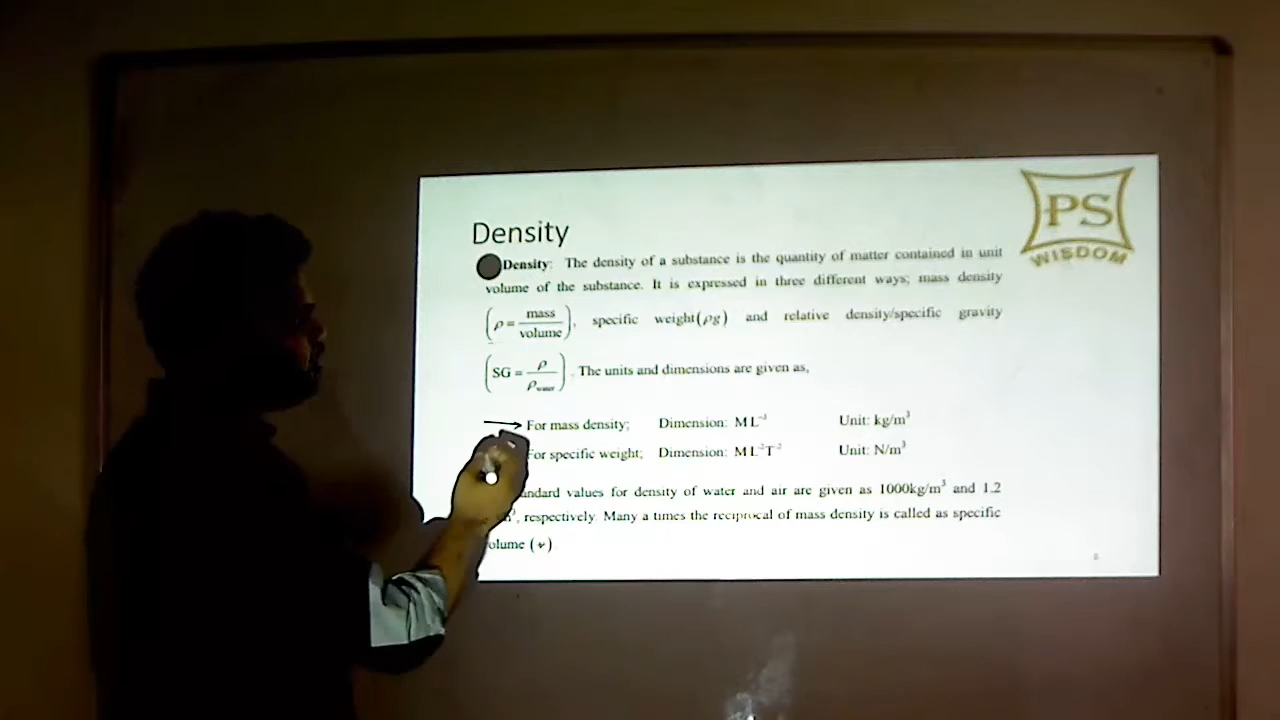 PS
WISDOM
Density
Density: The density of a substance is the quantity of matter contained in unit
volume of the substance. It is expressed in three different ways; mass density
(ρ = mass/volume), specific weight(ρg) and relative density/specific gravity
(SG = ρ/ρwater). The units and dimensions are given as,
For mass density; Dimension: M L⁻³ Unit: kg/m³
For specific weight; Dimension: M L⁻²T⁻² Unit: N/m³
andard values for density of water and air are given as 1000kg/m³ and 1.2
, respectively. Many a times the reciprocal of mass density is called as specific
olume (v)